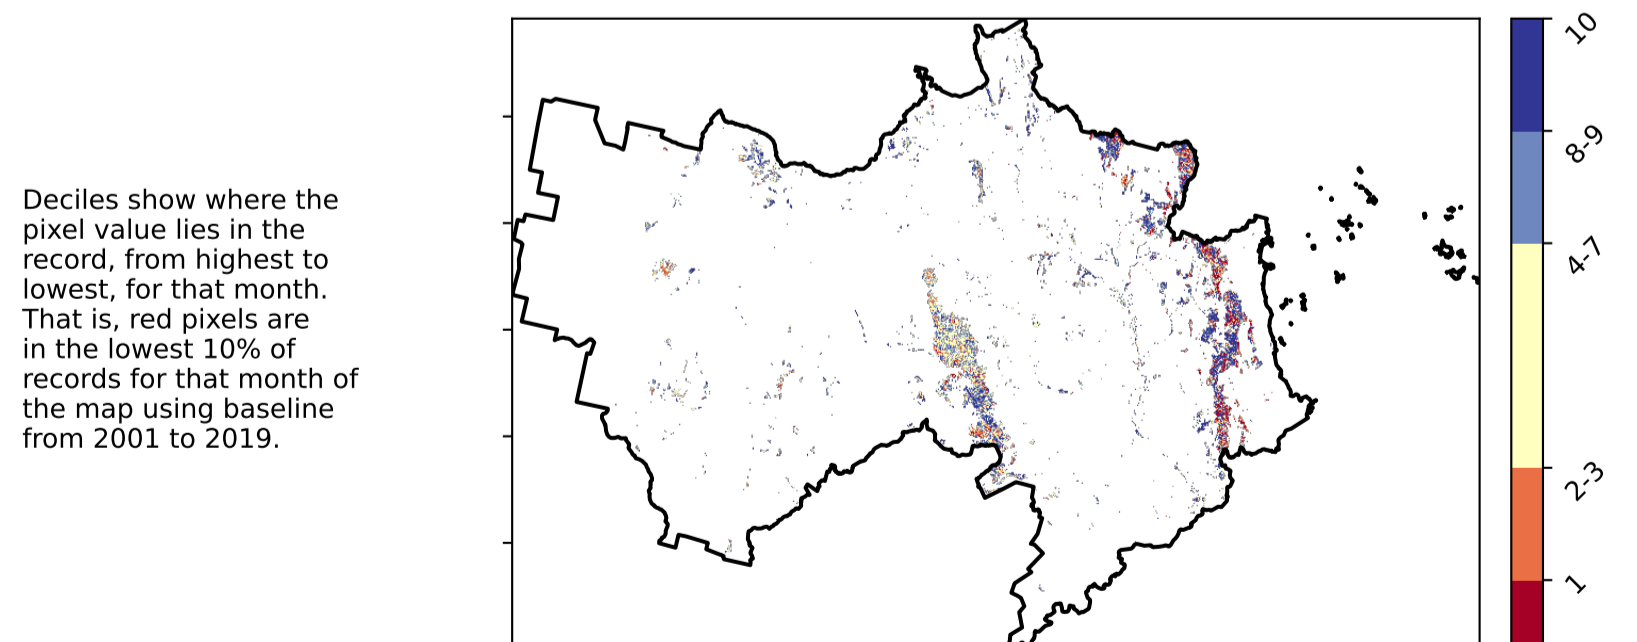 Deciles show where the
pixel value lies in the
record, from highest to
lowest, for that month.
That is, red pixels are
in the lowest 10% of
records for that month of
the map using baseline
from 2001 to 2019.
10
8-9
4-7
2-3
1